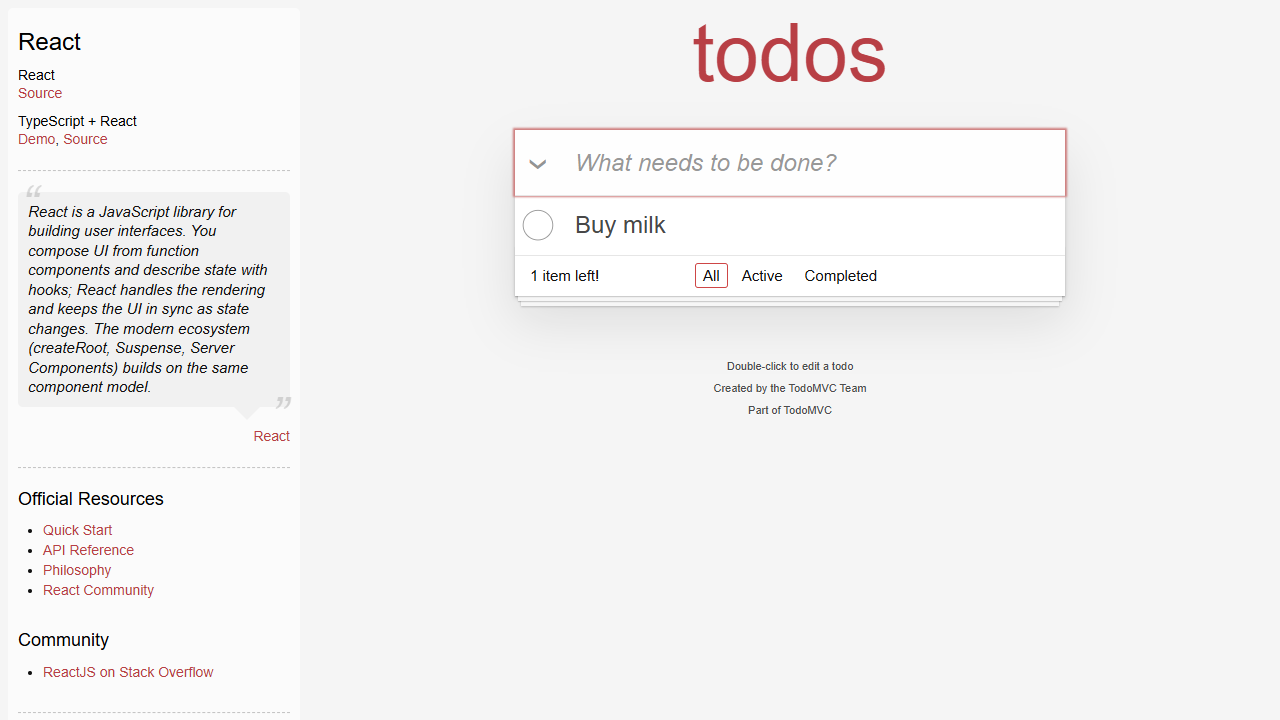 React
React
Source
TypeScript + React
Demo, Source
“
React is a JavaScript library for
building user interfaces. You
compose UI from function
components and describe state with
hooks; React handles the rendering
and keeps the UI in sync as state
changes. The modern ecosystem
(createRoot, Suspense, Server
Components) builds on the same
component model.
”
React
Official Resources
Quick Start
API Reference
Philosophy
React Community
Community
ReactJS on Stack Overflow
todos
What needs to be done?
Buy milk
1 item left! All Active Completed
Double-click to edit a todo
Created by the TodoMVC Team
Part of TodoMVC